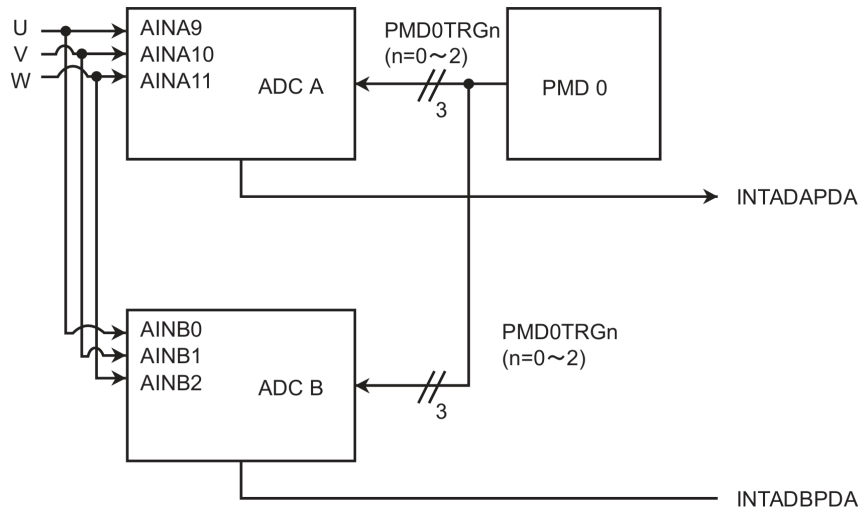 U
V
W
AINA9
AINA10
AINA11
ADC A
PMD0TRGn
(n=0～2)
3
PMD 0
INTADAPDA
AINB0
AINB1
AINB2
ADC B
PMD0TRGn
(n=0～2)
3
INTADBPDA